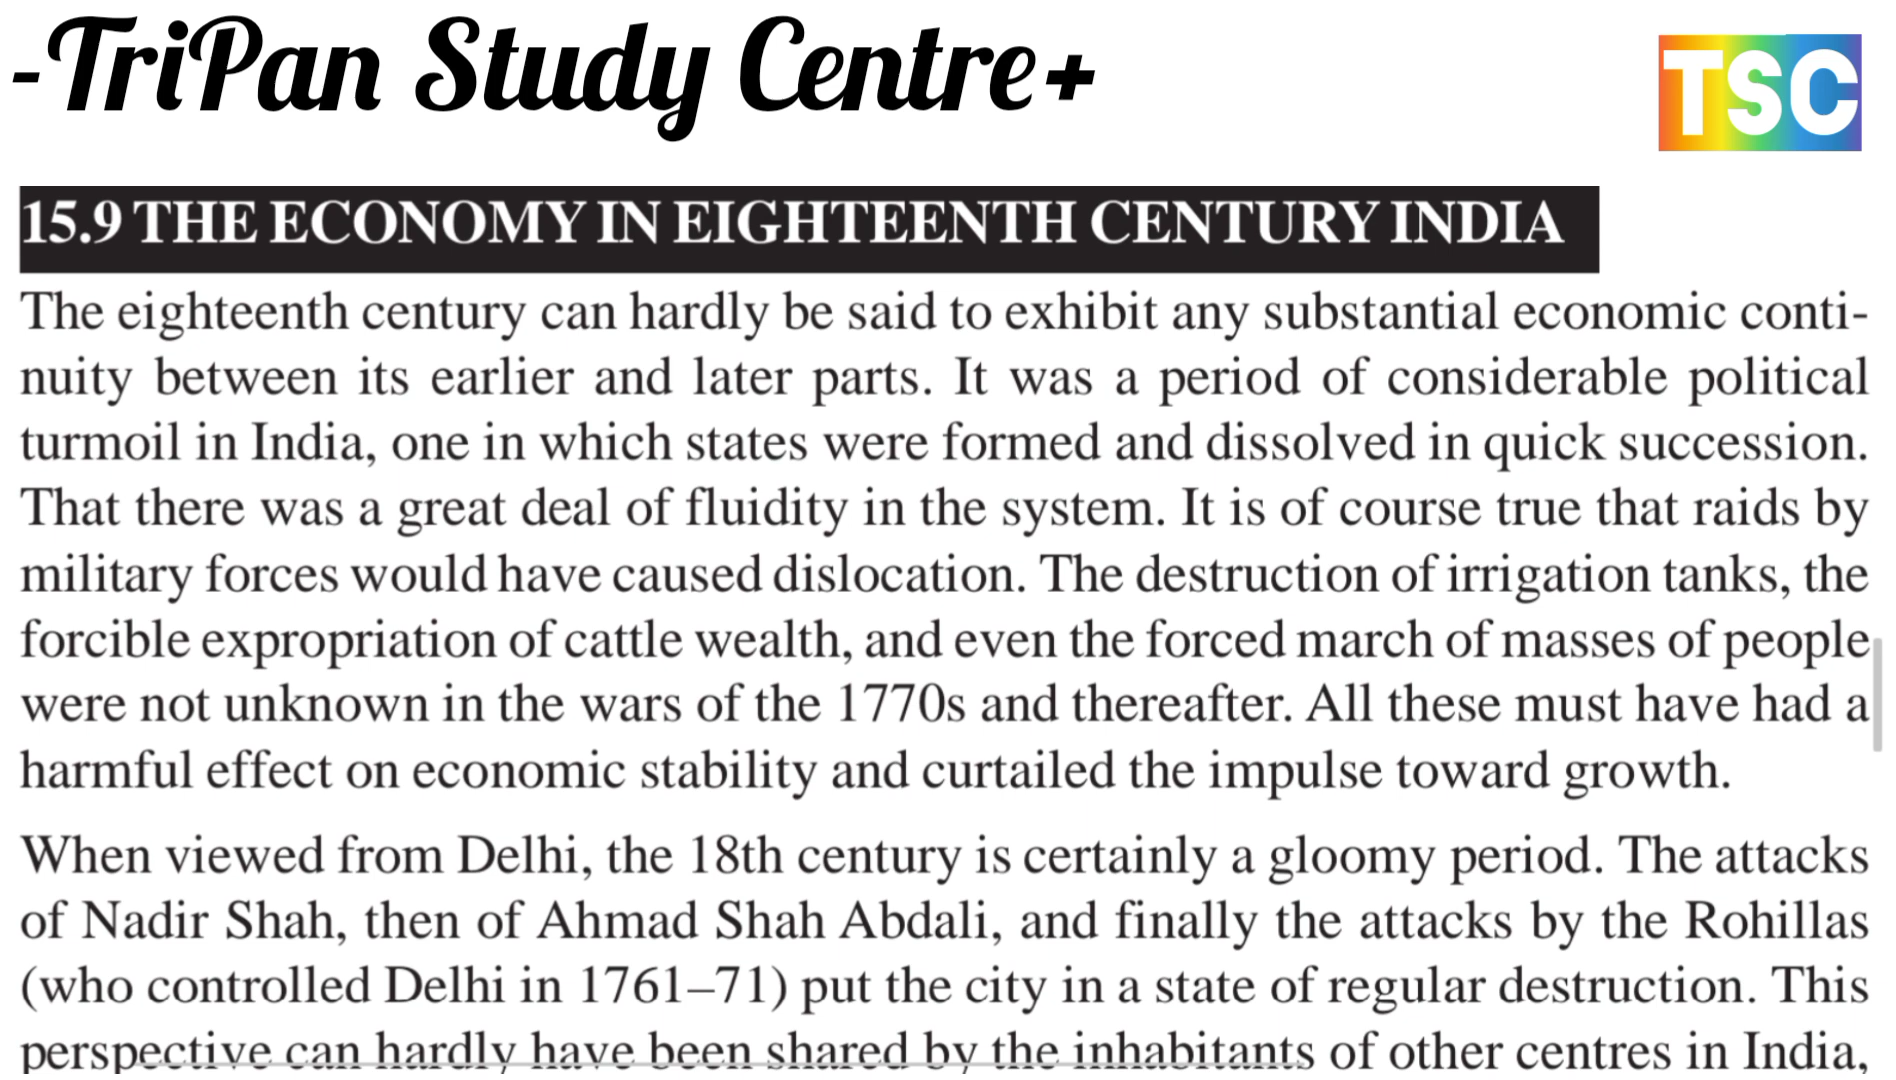 -TriPan Study Centre+
TSC
15.9 THE ECONOMY IN EIGHTEENTH CENTURY INDIA
The eighteenth century can hardly be said to exhibit any substantial economic conti-
nuity between its earlier and later parts. It was a period of considerable political
turmoil in India, one in which states were formed and dissolved in quick succession.
That there was a great deal of fluidity in the system. It is of course true that raids by
military forces would have caused dislocation. The destruction of irrigation tanks, the
forcible expropriation of cattle wealth, and even the forced march of masses of people
were not unknown in the wars of the 1770s and thereafter. All these must have had a
harmful effect on economic stability and curtailed the impulse toward growth.
When viewed from Delhi, the 18th century is certainly a gloomy period. The attacks
of Nadir Shah, then of Ahmad Shah Abdali, and finally the attacks by the Rohillas
(who controlled Delhi in 1761–71) put the city in a state of regular destruction. This
perspective can hardly have been shared by the inhabitants of other centres in India,